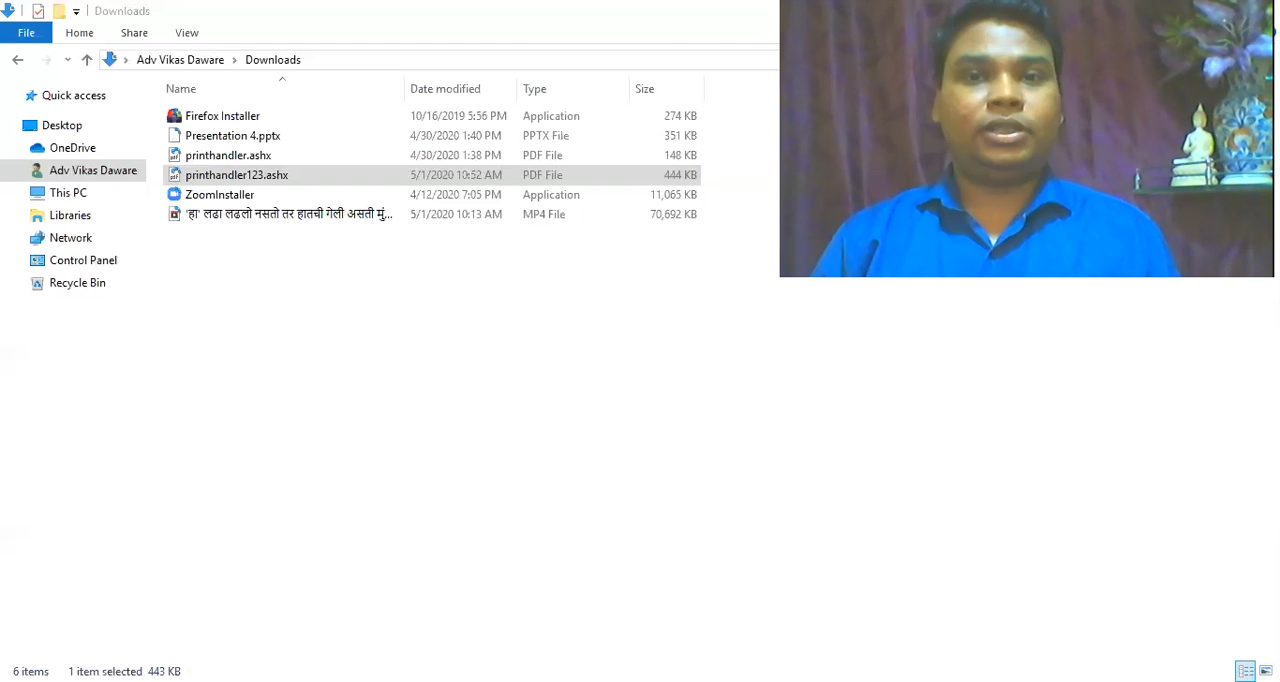 Downloads
File
Home
Share
View
Adv Vikas Daware
Downloads
Quick access
Desktop
OneDrive
Adv Vikas Daware
This PC
Libraries
Network
Control Panel
Recycle Bin
Name Date modified Type Size
Firefox Installer 10/16/2019 5:56 PM Application 274 KB
Presentation 4.pptx 4/30/2020 1:40 PM PPTX File 351 KB
printhandler.ashx 4/30/2020 1:38 PM PDF File 148 KB
printhandler123.ashx 5/1/2020 10:52 AM PDF File 444 KB
ZoomInstaller 4/12/2020 7:05 PM Application 11,065 KB
'हा' लढा लढलो नसतो तर हातची गेली असती मुं... 5/1/2020 10:13 AM MP4 File 70,692 KB
6 items 1 item selected 443 KB